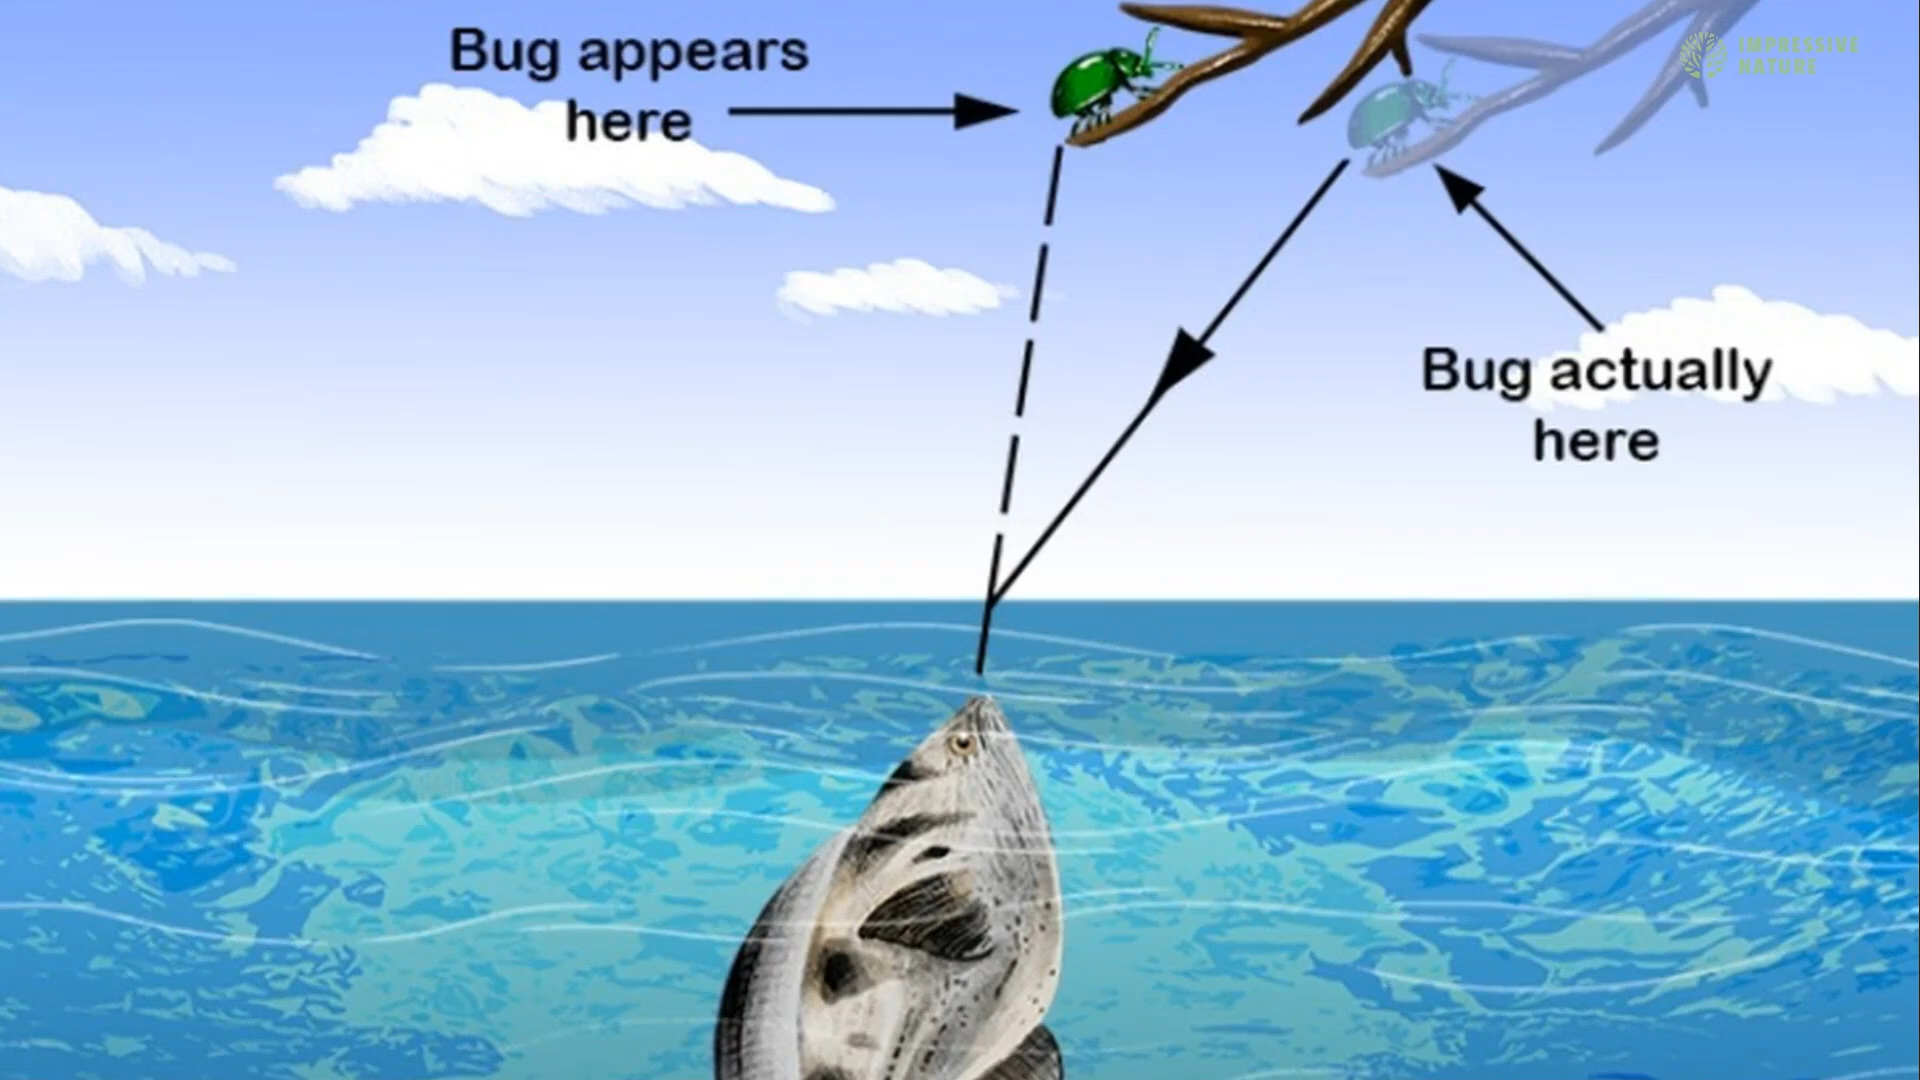 Bug appears
here
IMPRESSIVE
NATURE
Bug actually
here